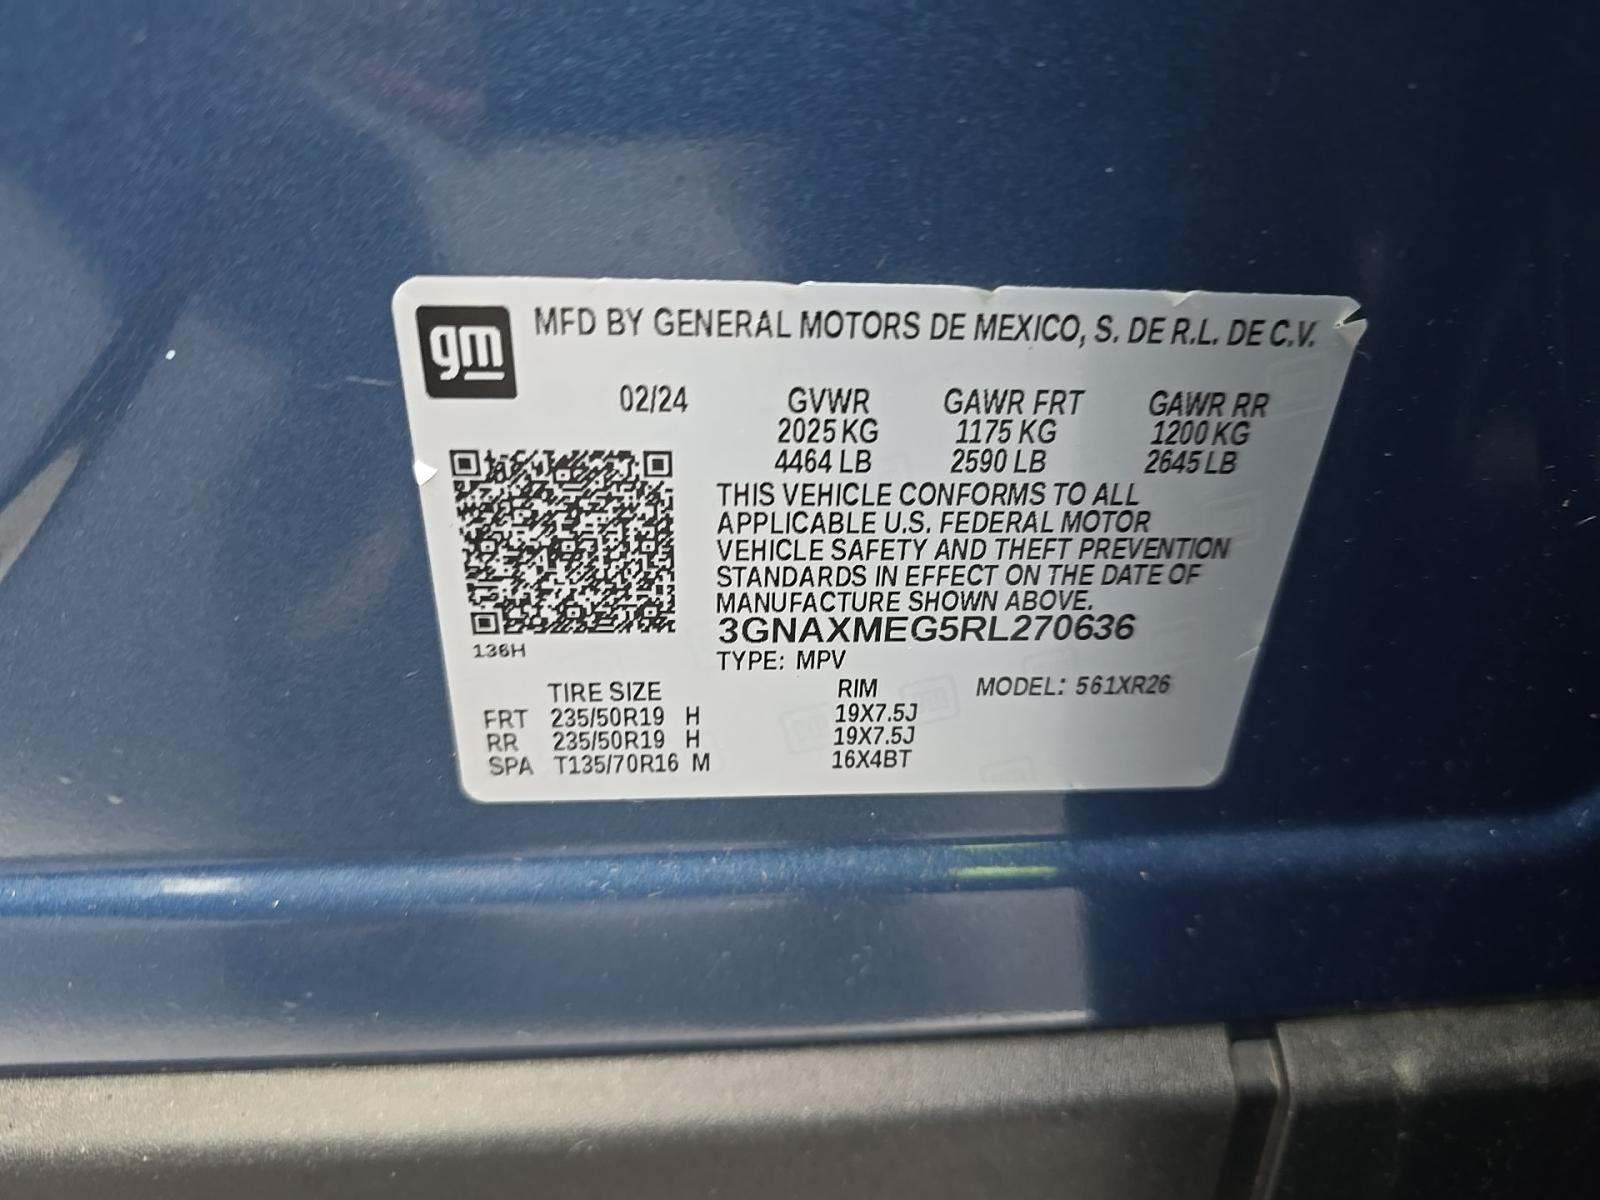 gm
MFD BY GENERAL MOTORS DE MEXICO, S. DE R.L. DE C.V.
02/24 GVWR GAWR FRT GAWR RR
2025 KG 1175 KG 1200 KG
4464 LB 2590 LB 2645 LB
THIS VEHICLE CONFORMS TO ALL
APPLICABLE U.S. FEDERAL MOTOR
VEHICLE SAFETY AND THEFT PREVENTION
STANDARDS IN EFFECT ON THE DATE OF
MANUFACTURE SHOWN ABOVE.
3GNAXMEG5RL270636
136H
TYPE: MPV
TIRE SIZE RIM MODEL: 561XR26
FRT 235/50R19 H 19X7.5J
RR 235/50R19 H 19X7.5J
SPA T135/70R16 M 16X4BT